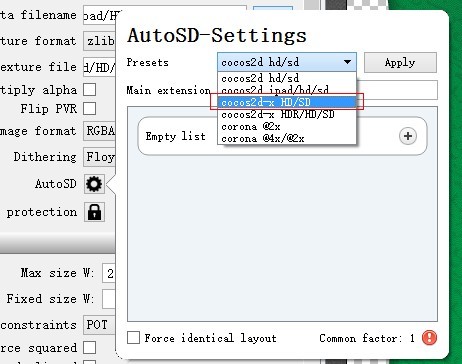 ta filename
oad/HD/
AutoSD-Settings
ture format
zlib
Presets
cocos2d hd/sd
Apply
exture file
d/HD/
cocos2d hd/sd
tiply alpha
Main extension
cocos2d ipad/hd/sd
Flip PVR
cocos2d-x HD/SD
cocos2d-x HDR/HD/SD
mage format
RGBA
Empty list
corona @2x
corona @4x/@2x
Dithering
Floy
AutoSD
protection
Max size W:
2
Fixed size W:
constraints
POT
rce squared
Force identical layout
Common factor: 1